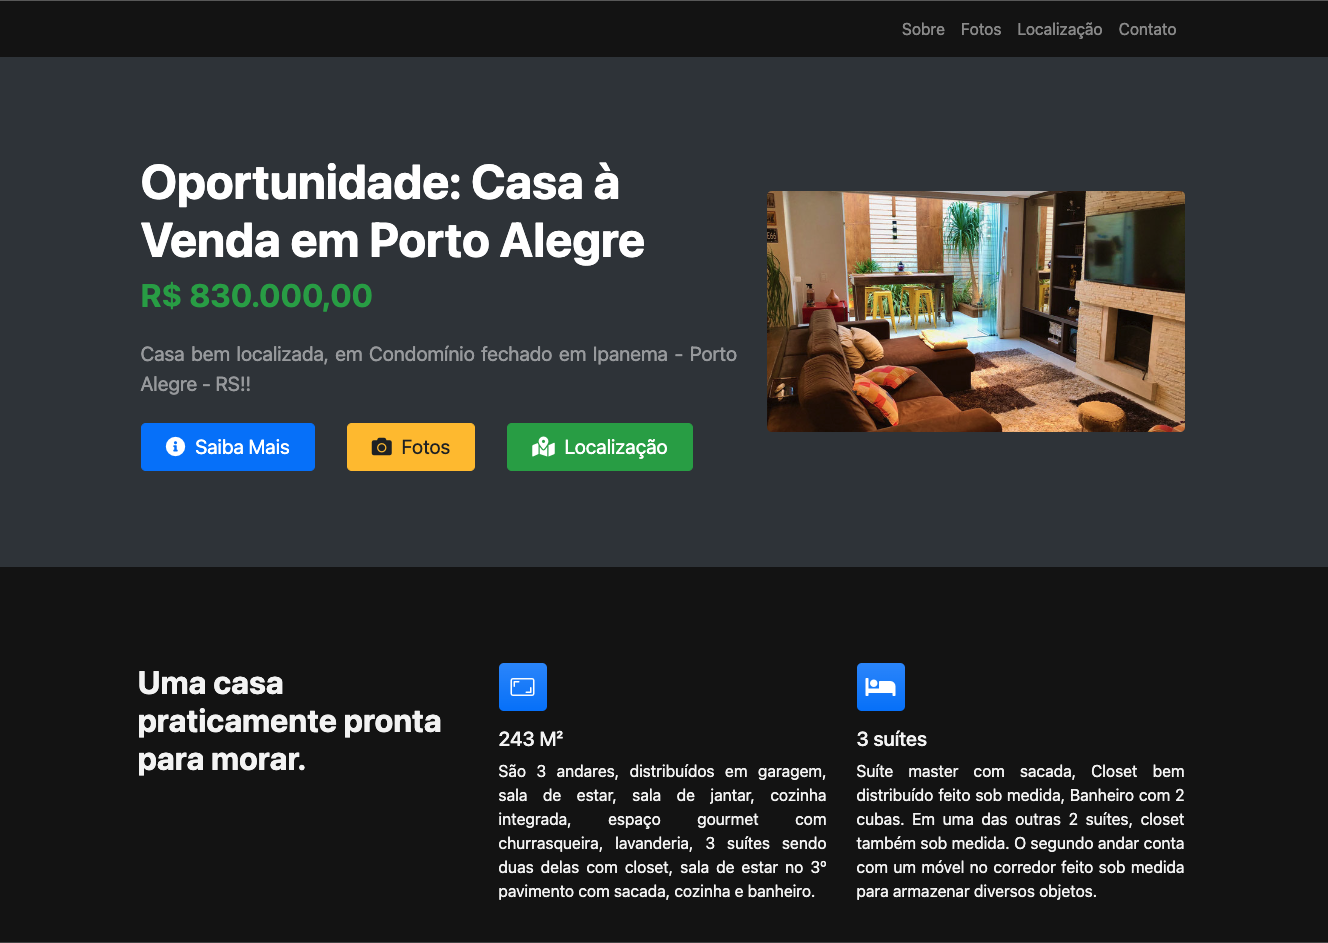 Sobre Fotos Localização Contato
Oportunidade: Casa à
Venda em Porto Alegre
R$ 830.000,00
Casa bem localizada, em Condomínio fechado em Ipanema - Porto
Alegre - RS!!
Saiba Mais Fotos Localização
Uma casa
praticamente pronta
para morar.
243 M²
São 3 andares, distribuídos em garagem,
sala de estar, sala de jantar, cozinha
integrada, espaço gourmet com
churrasqueira, lavanderia, 3 suítes sendo
duas delas com closet, sala de estar no 3º
pavimento com sacada, cozinha e banheiro.
3 suítes
Suíte master com sacada, Closet bem
distribuído feito sob medida, Banheiro com 2
cubas. Em uma das outras 2 suítes, closet
também sob medida. O segundo andar conta
com um móvel no corredor feito sob medida
para armazenar diversos objetos.